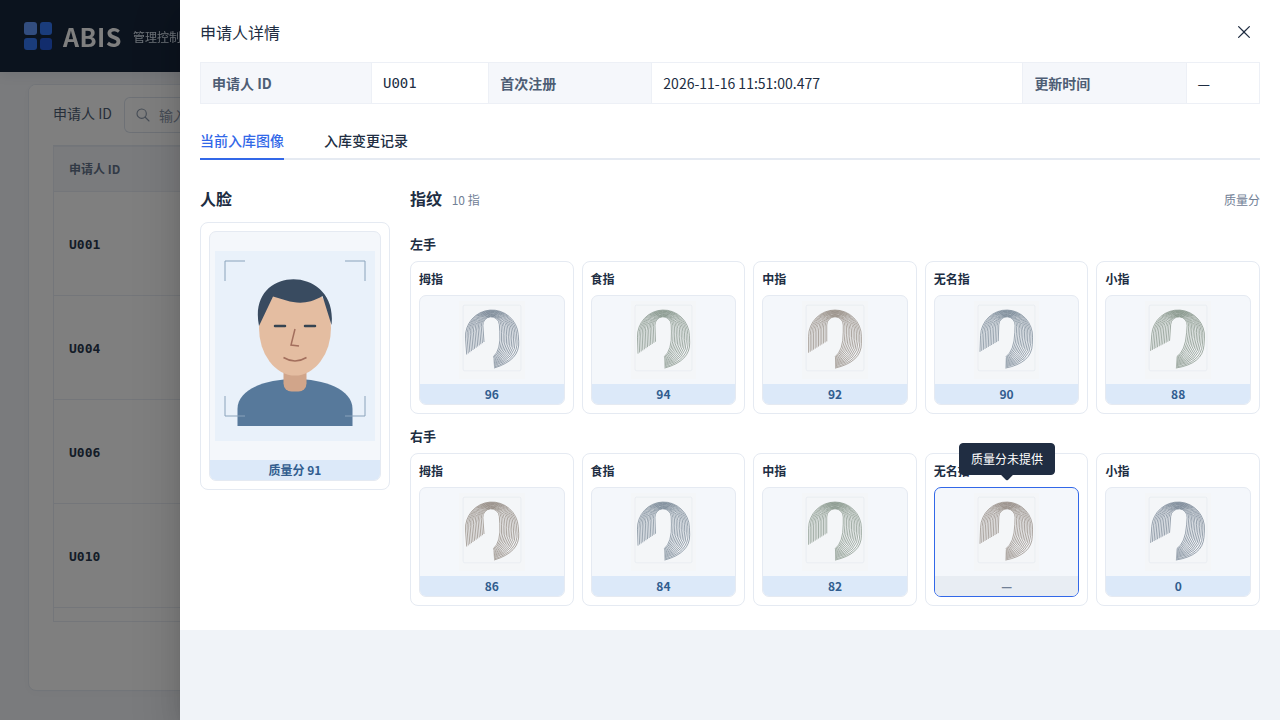 ABIS 管理控制
申请人 ID 输入
申请人 ID
U001
U004
U006
U010
申请人详情
申请人 ID U001 首次注册 2026-11-16 11:51:00.477 更新时间 —
当前入库图像 入库变更记录
人脸
质量分 91
指纹 10 指 质量分
左手
拇指 食指 中指 无名指 小指
96 94 92 90 88
右手
质量分未提供
拇指 食指 中指 无名 小指
86 84 82 — 0